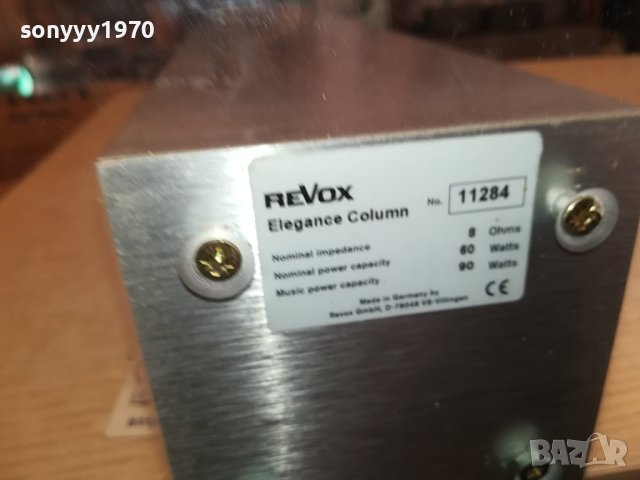 sonyyy1970
REVOX
Elegance Column
No. 11284
Nominal impedance 8 Ohms
Nominal power capacity 60 Watts
Music power capacity 90 Watts
Made in Germany by
Revox GmbH, D-78048 VS-Villingen
CE
BAZAR